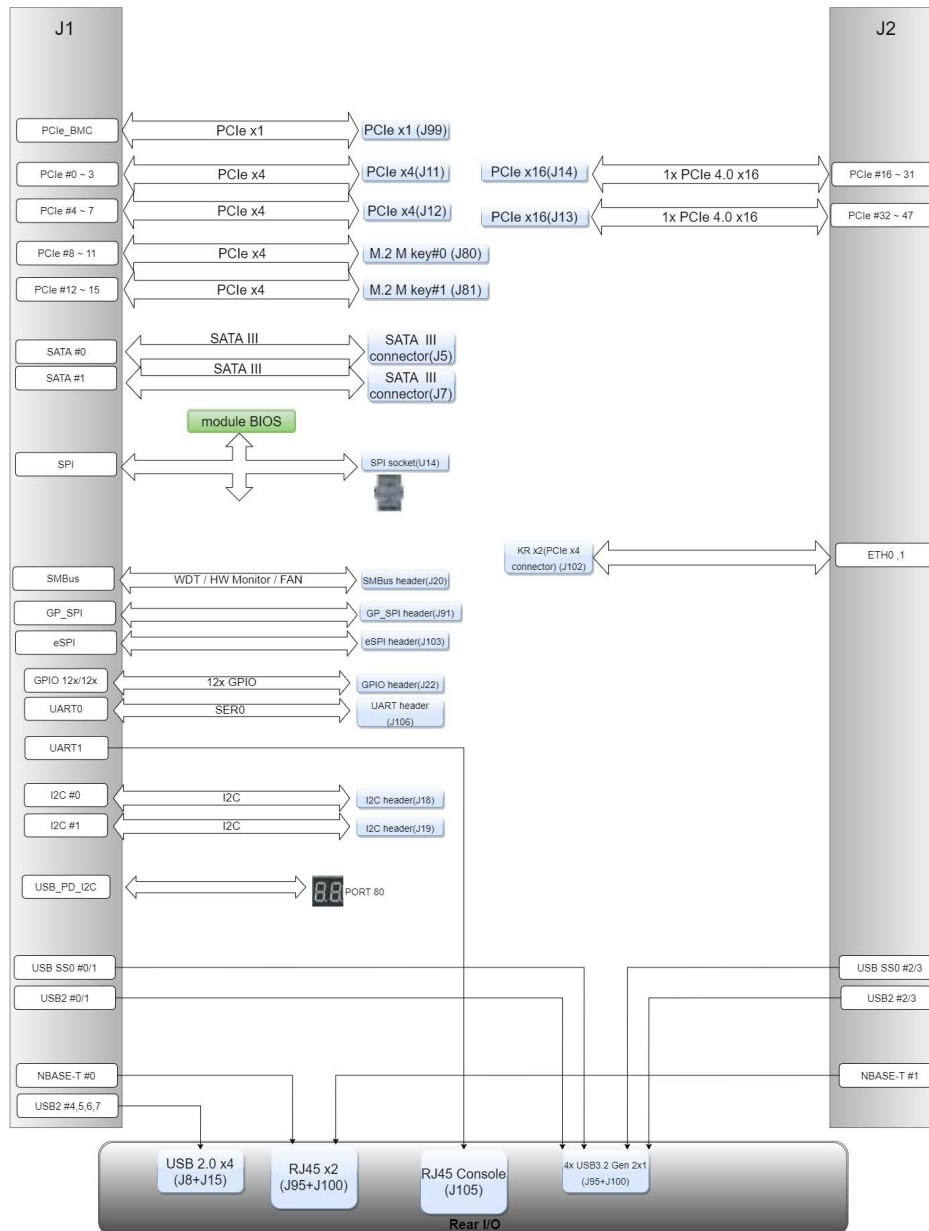 J1
J2
PCIe_BMC
PCIe x1
PCIe x1 (J99)
PCIe #0 ~ 3
PCIe x4
PCIe x4(J11)
PCIe x16(J14)
1x PCIe 4.0 x16
PCIe #16 ~ 31
PCIe #4 ~ 7
PCIe x4
PCIe x4(J12)
PCIe x16(J13)
1x PCIe 4.0 x16
PCIe #32 ~ 47
PCIe #8 ~ 11
PCIe x4
M.2 M key#0 (J80)
PCIe #12 ~ 15
PCIe x4
M.2 M key#1 (J81)
SATA #0
SATA III
SATA III
connector(J5)
SATA #1
SATA III
SATA III
connector(J7)
module BIOS
SPI
SPI socket(U14)
KR x2(PCIe x4
connector) (J102)
ETH0 ,1
SMBus
WDT / HW Monitor / FAN
SMBus header(J20)
GP_SPI
GP_SPI header(J91)
eSPI
eSPI header(J103)
GPIO 12x/12x
12x GPIO
GPIO header(J22)
UART0
SER0
UART header
(J106)
UART1
I2C #0
I2C
I2C header(J18)
I2C #1
I2C
I2C header(J19)
USB_PD_I2C
88
PORT 80
USB SS0 #0/1
USB SS0 #2/3
USB2 #0/1
USB2 #2/3
NBASE-T #0
NBASE-T #1
USB2 #4,5,6,7
USB 2.0 x4
(J8+J15)
RJ45 x2
(J95+J100)
RJ45 Console
(J105)
4x USB3.2 Gen 2x1
(J95+J100)
Rear I/O